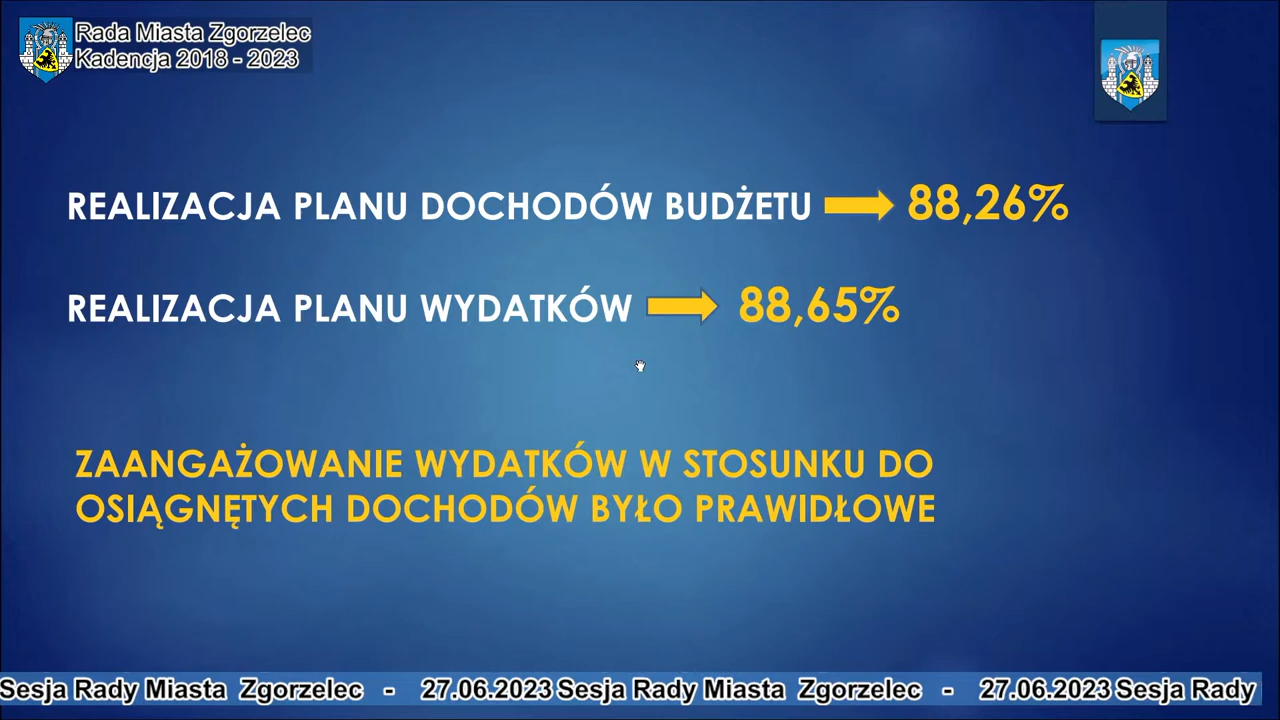 Rada Miasta Zgorzelec
Kadencja 2018 - 2023
REALIZACJA PLANU DOCHODÓW BUDŻETU 88,26%
REALIZACJA PLANU WYDATKÓW 88,65%
ZAANGAŻOWANIE WYDATKÓW W STOSUNKU DO
OSIĄGNĘTYCH DOCHODÓW BYŁO PRAWIDŁOWE
Sesja Rady Miasta Zgorzelec - 27.06.2023 Sesja Rady Miasta Zgorzelec - 27.06.2023 Sesja Rady